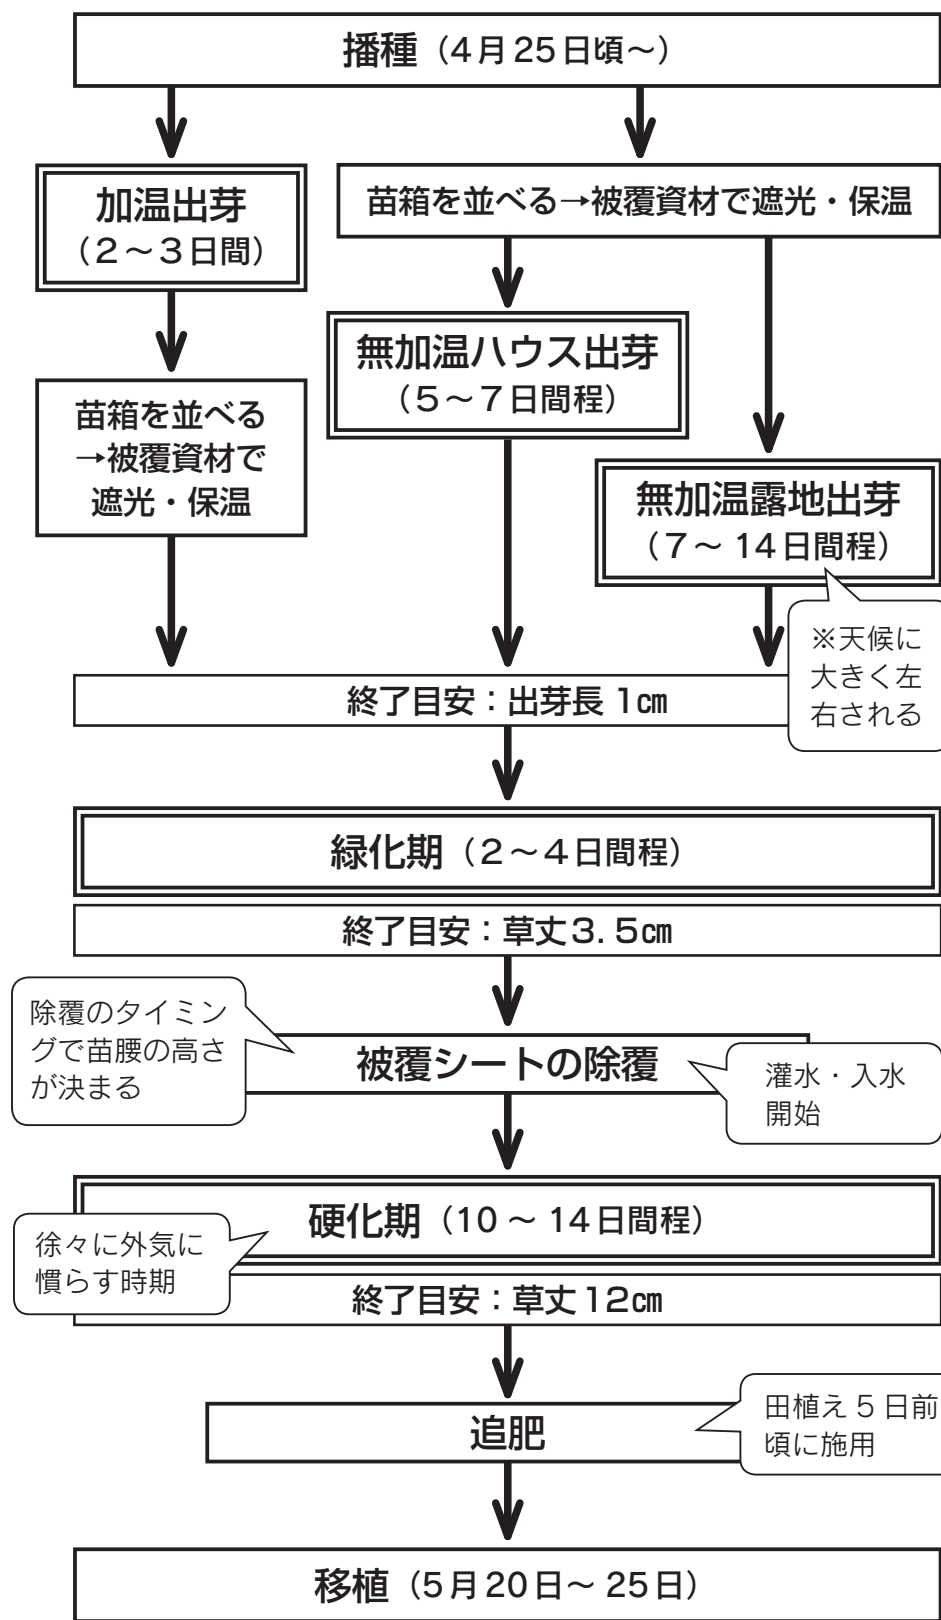 播種（4月25日頃～）
加温出芽
（２～３日間）
苗箱を並べる
→被覆資材で
遮光・保温
苗箱を並べる→被覆資材で遮光・保温
無加温ハウス出芽
（５～７日間程）
無加温露地出芽
（７～14日間程）
※天候に
大きく左
右される
終了目安：出芽長 1㎝
緑化期（２～４日間程）
終了目安：草丈３. ５㎝
除覆のタイミン
グで苗腰の高さ
が決まる
被覆シートの除覆
灌水・入水
開始
硬化期（10～14日間程）
徐々に外気に
慣らす時期
終了目安：草丈12㎝
追肥
田植え５日前
頃に施用
移植（5月20日～25日）